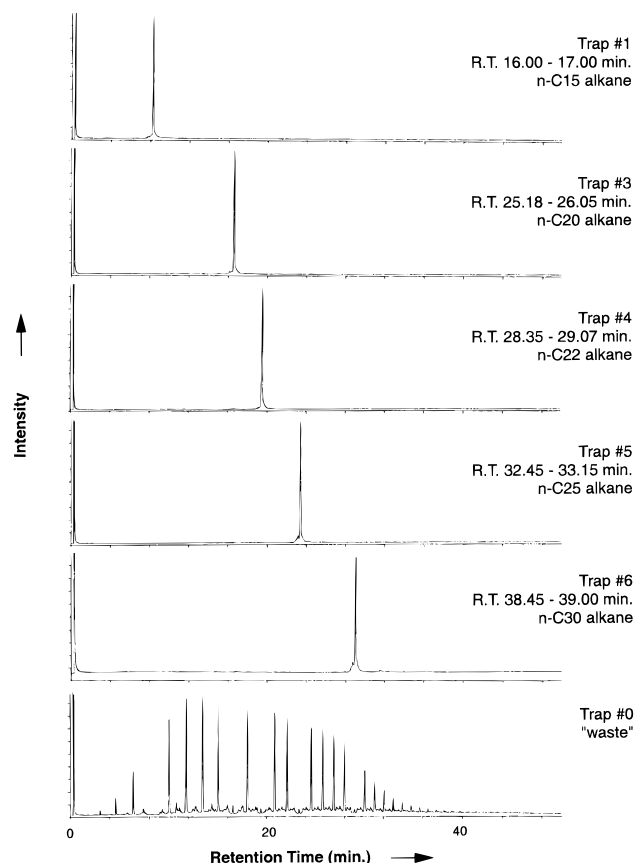 Trap #1
R.T. 16.00 - 17.00 min.
n-C15 alkane
Trap #3
R.T. 25.18 - 26.05 min.
n-C20 alkane
Trap #4
R.T. 28.35 - 29.07 min.
n-C22 alkane
Intensity
Trap #5
R.T. 32.45 - 33.15 min.
n-C25 alkane
Trap #6
R.T. 38.45 - 39.00 min.
n-C30 alkane
Trap #0
"waste"
0 20 40
Retention Time (min.)